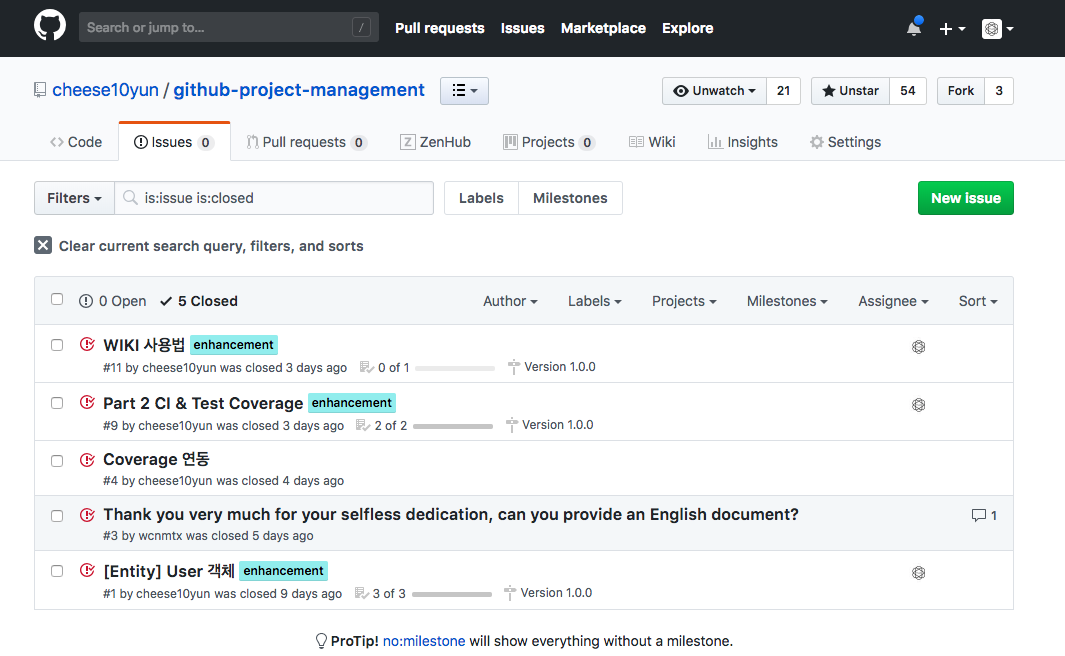 Search or jump to... / Pull requests Issues Marketplace Explore
cheese10yun / github-project-management Unwatch 21 Unstar 54 Fork 3
Code Issues 0 Pull requests 0 Z ZenHub Projects 0 Wiki Insights Settings
Filters is:issue is:closed Labels Milestones New issue
Clear current search query, filters, and sorts
0 Open 5 Closed Author Labels Projects Milestones Assignee Sort
WIKI 사용법 enhancement
#11 by cheese10yun was closed 3 days ago 0 of 1 Version 1.0.0
Part 2 CI & Test Coverage enhancement
#9 by cheese10yun was closed 3 days ago 2 of 2 Version 1.0.0
Coverage 연동
#4 by cheese10yun was closed 4 days ago
Thank you very much for your selfless dedication, can you provide an English document? 1
#3 by wcnmtx was closed 5 days ago
[Entity] User 객체 enhancement
#1 by cheese10yun was closed 9 days ago 3 of 3 Version 1.0.0
ProTip! no:milestone will show everything without a milestone.